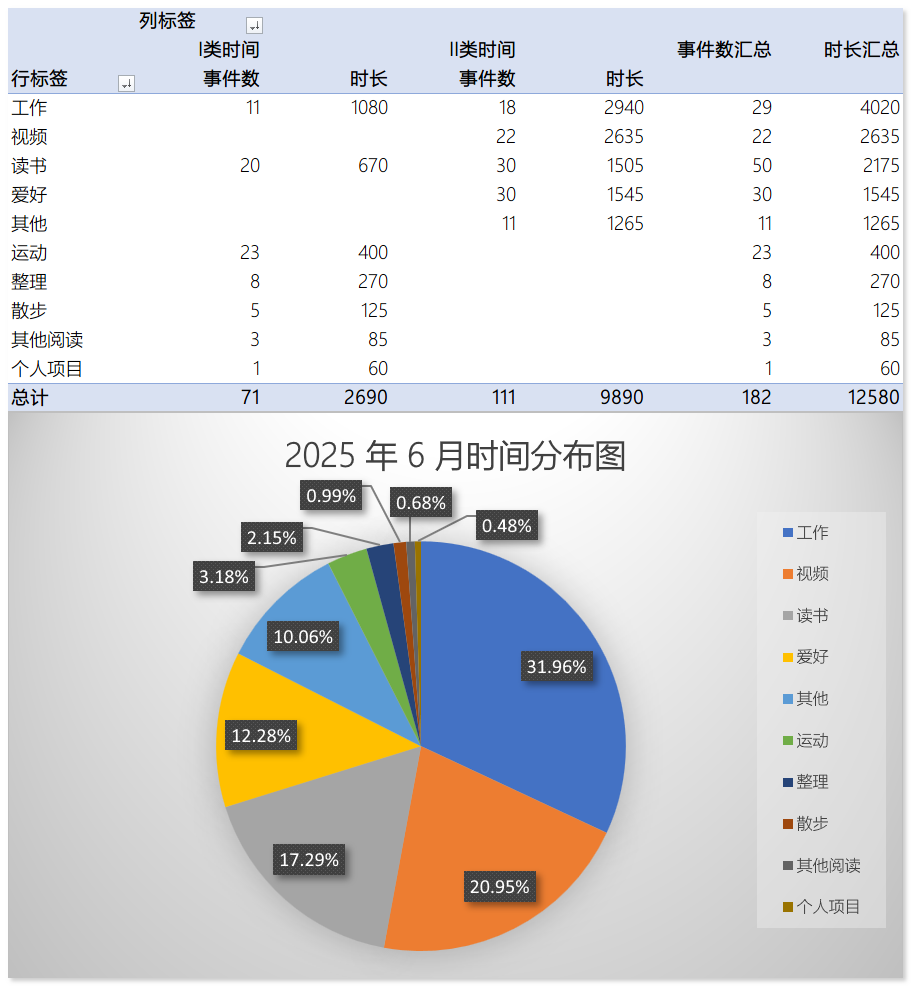 列标签
I类时间 II类时间 事件数汇总 时长汇总
行标签 事件数 时长 事件数 时长
工作 11 1080 18 2940 29 4020
视频 22 2635 22 2635
读书 20 670 30 1505 50 2175
爱好 30 1545 30 1545
其他 11 1265 11 1265
运动 23 400 23 400
整理 8 270 8 270
散步 5 125 5 125
其他阅读 3 85 3 85
个人项目 1 60 1 60
总计 71 2690 111 9890 182 12580
2025 年 6 月时间分布图
0.99%
0.68%
0.48%
2.15%
3.18%
10.06%
31.96%
12.28%
17.29%
20.95%
工作
视频
读书
爱好
其他
运动
整理
散步
其他阅读
个人项目